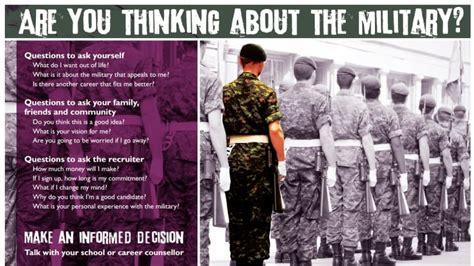 ARE YOU THINKING ABOUT THE MILITARY?
Questions to ask yourself
What do I want out of life?
What is it about the military that appeals to me?
Is there another career that fits me better?
Questions to ask your family,
friends and community
Do you think this is a good idea?
What is your vision for me?
Are you going to be worried if I go away?
Questions to ask the recruiter
How much money will I make?
If I sign up, how long is my commitment?
What if I change my mind?
Why do you think I'm a good candidate?
What is your personal experience with the military?
MAKE AN INFORMED DECISION
Talk with your school or career counsellor